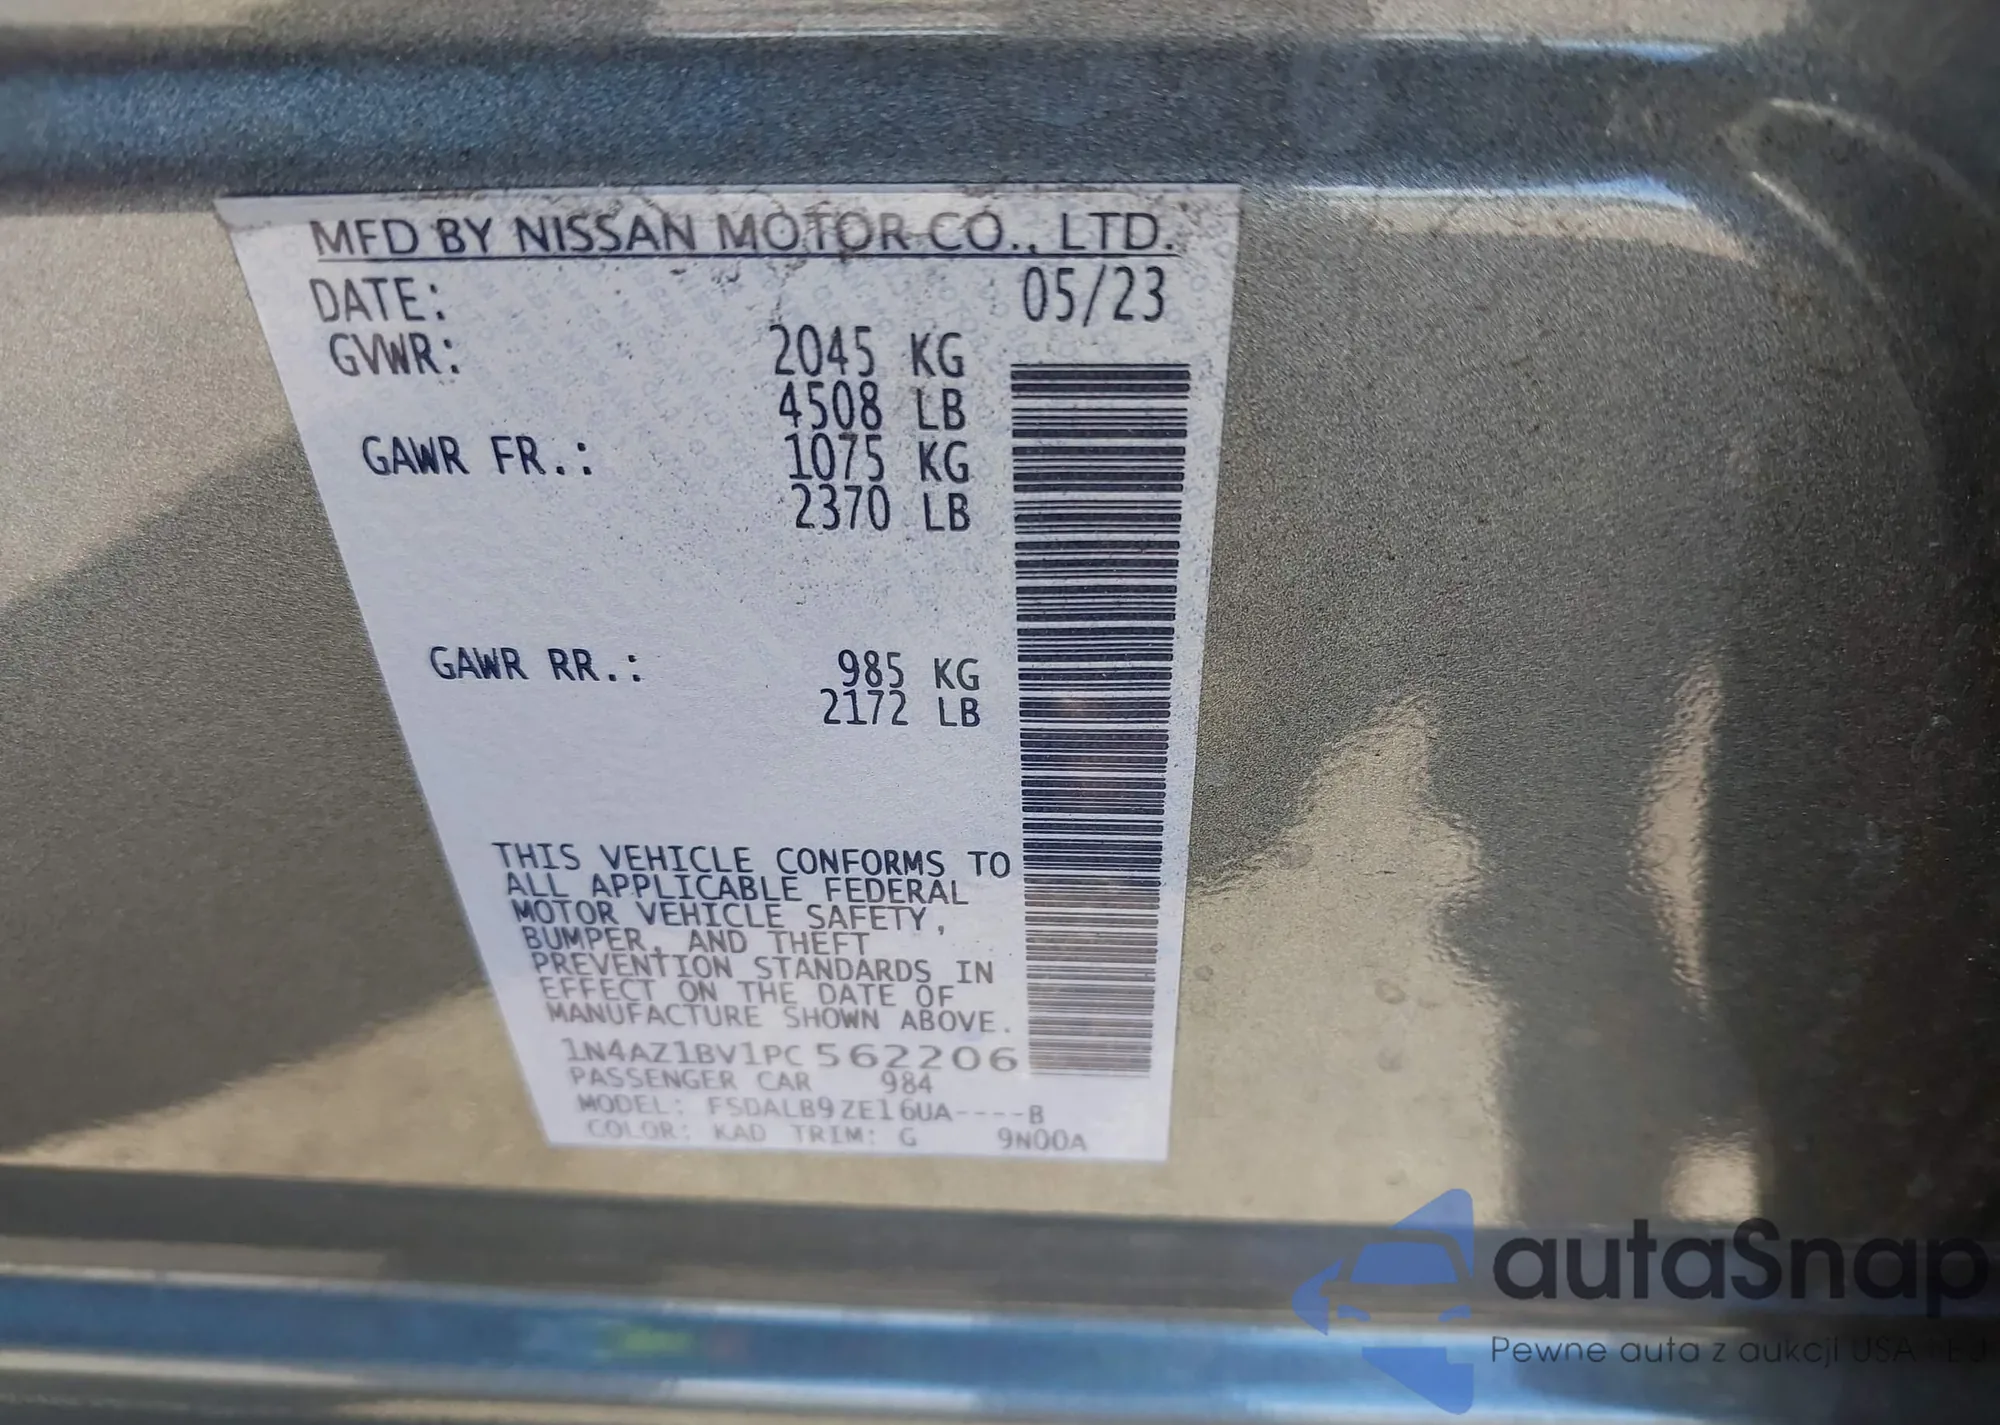 MFD BY NISSAN MOTOR CO., LTD.
DATE: 05/23
GVWR: 2045 KG
4508 LB
GAWR FR.: 1075 KG
2370 LB
GAWR RR.: 985 KG
2172 LB
THIS VEHICLE CONFORMS TO
ALL APPLICABLE FEDERAL
MOTOR VEHICLE SAFETY,
BUMPER, AND THEFT
PREVENTION STANDARDS IN
EFFECT ON THE DATE OF
MANUFACTURE SHOWN ABOVE.
1N4AZ1BV1PC562206
PASSENGER CAR 984
MODEL: FSDALB9ZE16UA----B
COLOR: KAD TRIM: G 9N00A
autaSnap
Pewne auta z aukcji USA